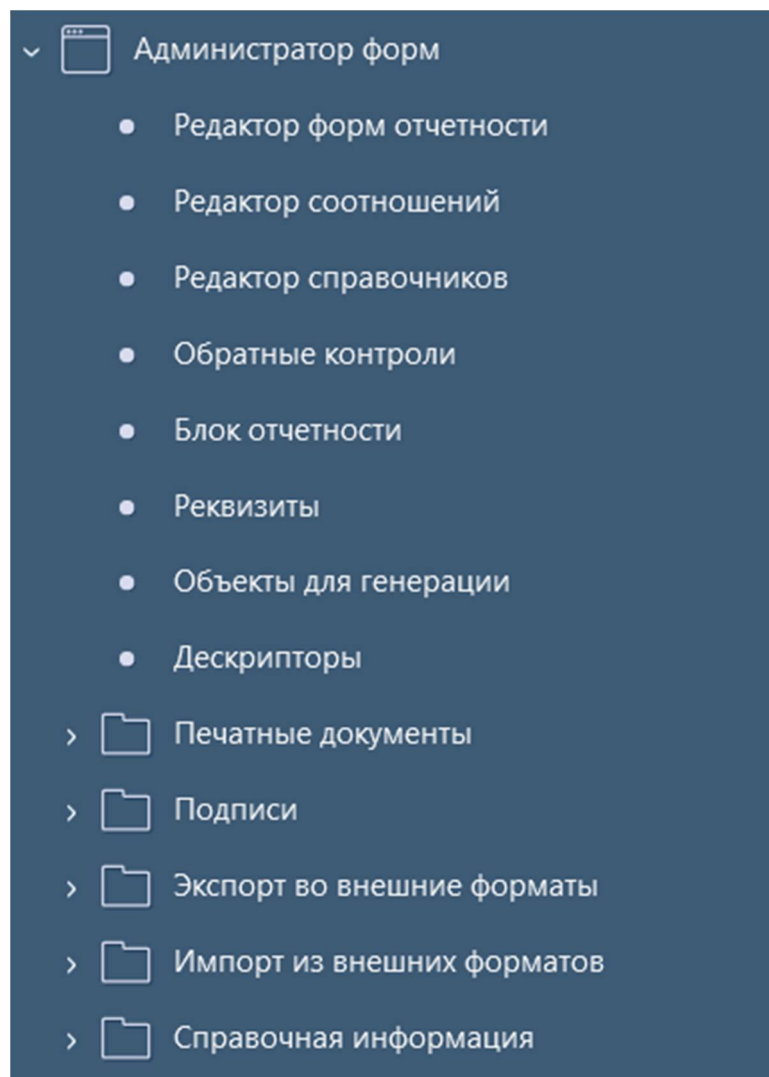 Администратор форм
Редактор форм отчетности
Редактор соотношений
Редактор справочников
Обратные контроли
Блок отчетности
Реквизиты
Объекты для генерации
Дескрипторы
Печатные документы
Подписи
Экспорт во внешние форматы
Импорт из внешних форматов
Справочная информация